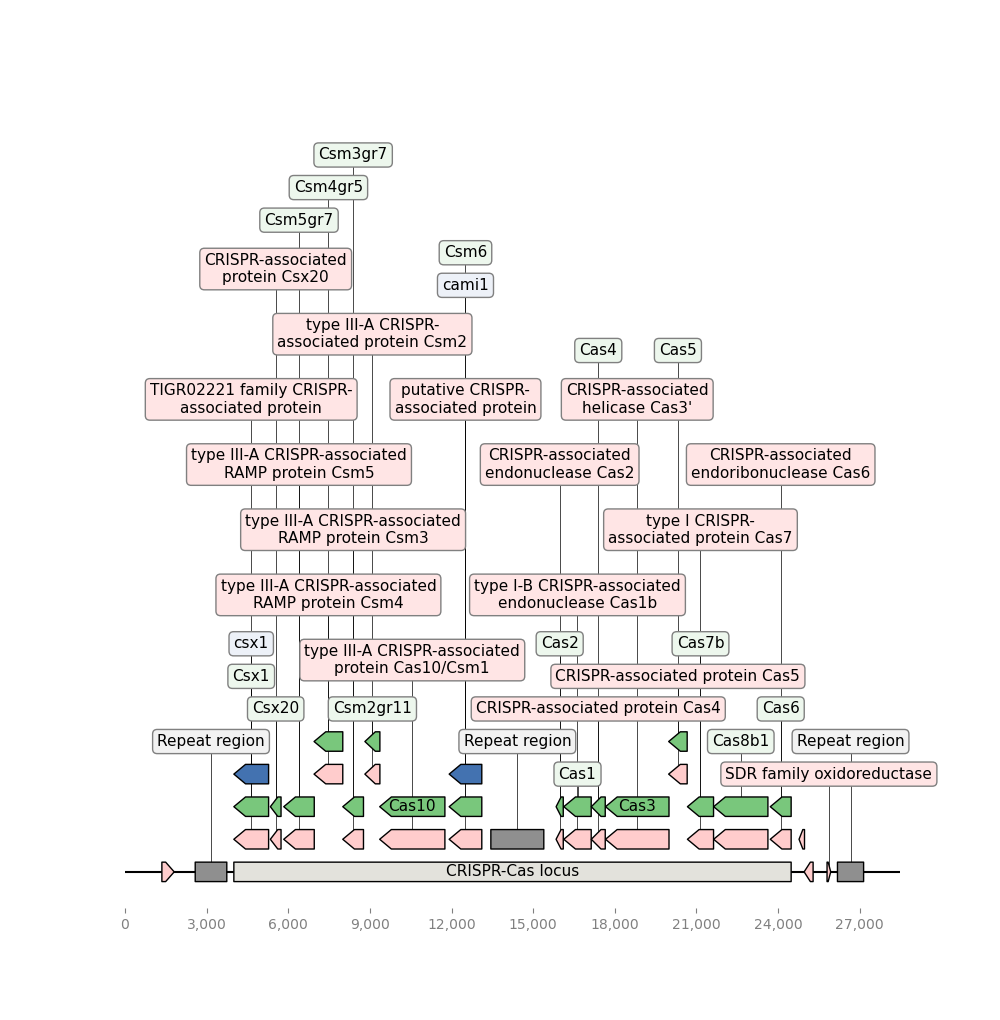 Csm3gr7
Csm4gr5
Csm5gr7
CRISPR-associated
protein Csx20
Csm6
cami1
type III-A CRISPR-
associated protein Csm2
Cas4
Cas5
TIGR02221 family CRISPR-
associated protein
putative CRISPR-
associated protein
CRISPR-associated
helicase Cas3'
type III-A CRISPR-associated
RAMP protein Csm5
CRISPR-associated
endonuclease Cas2
CRISPR-associated
endoribonuclease Cas6
type III-A CRISPR-associated
RAMP protein Csm3
type I CRISPR-
associated protein Cas7
type III-A CRISPR-associated
RAMP protein Csm4
type I-B CRISPR-associated
endonuclease Cas1b
csx1
type III-A CRISPR-associated
protein Cas10/Csm1
Cas2
Cas7b
Csx1
CRISPR-associated protein Cas5
Csx20
Csm2gr11
CRISPR-associated protein Cas4
Cas6
Repeat region
Repeat region
Cas8b1
Repeat region
Cas1
SDR family oxidoreductase
Cas10
Cas3
CRISPR-Cas locus
0
3,000
6,000
9,000
12,000
15,000
18,000
21,000
24,000
27,000